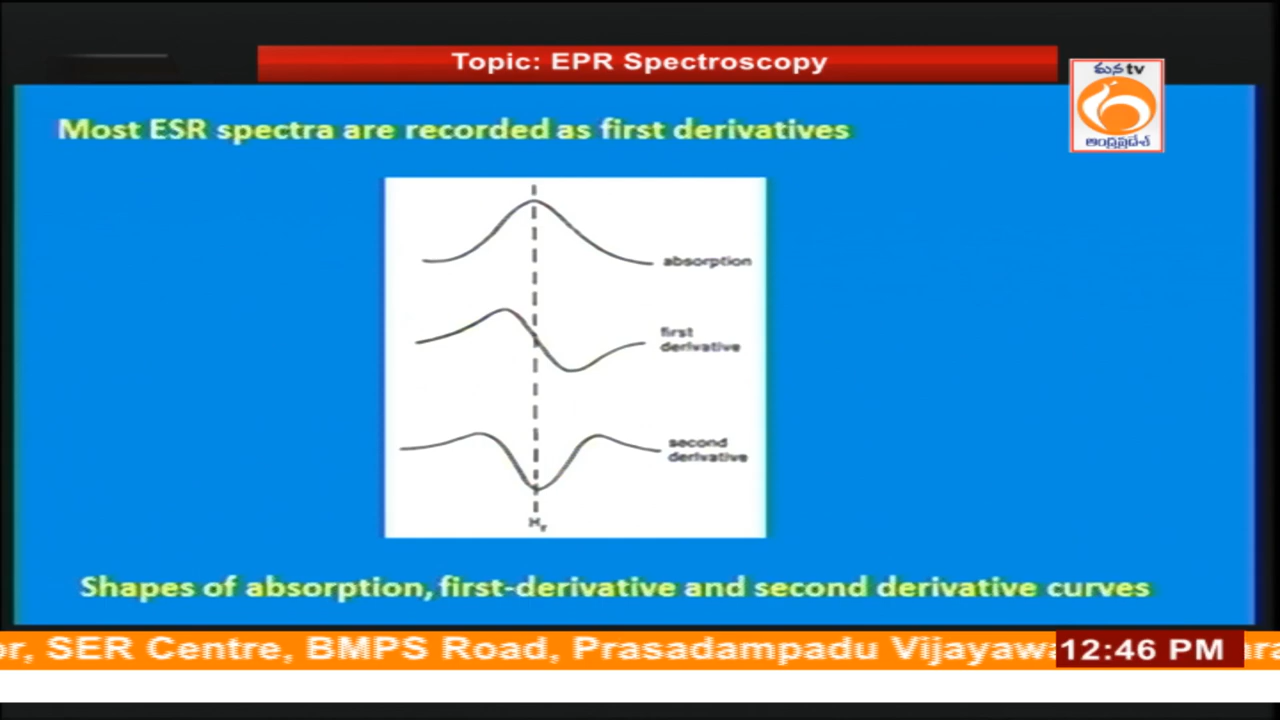 Topic: EPR Spectroscopy
మన tv
ఆంధ్రప్రదేశ్
Most ESR spectra are recorded as first derivatives
absorption
first
derivative
second
derivative
Hr
Shapes of absorption, first-derivative and second derivative curves
or, SER Centre, BMPS Road, Prasadampadu Vijayaw
12:46 PM